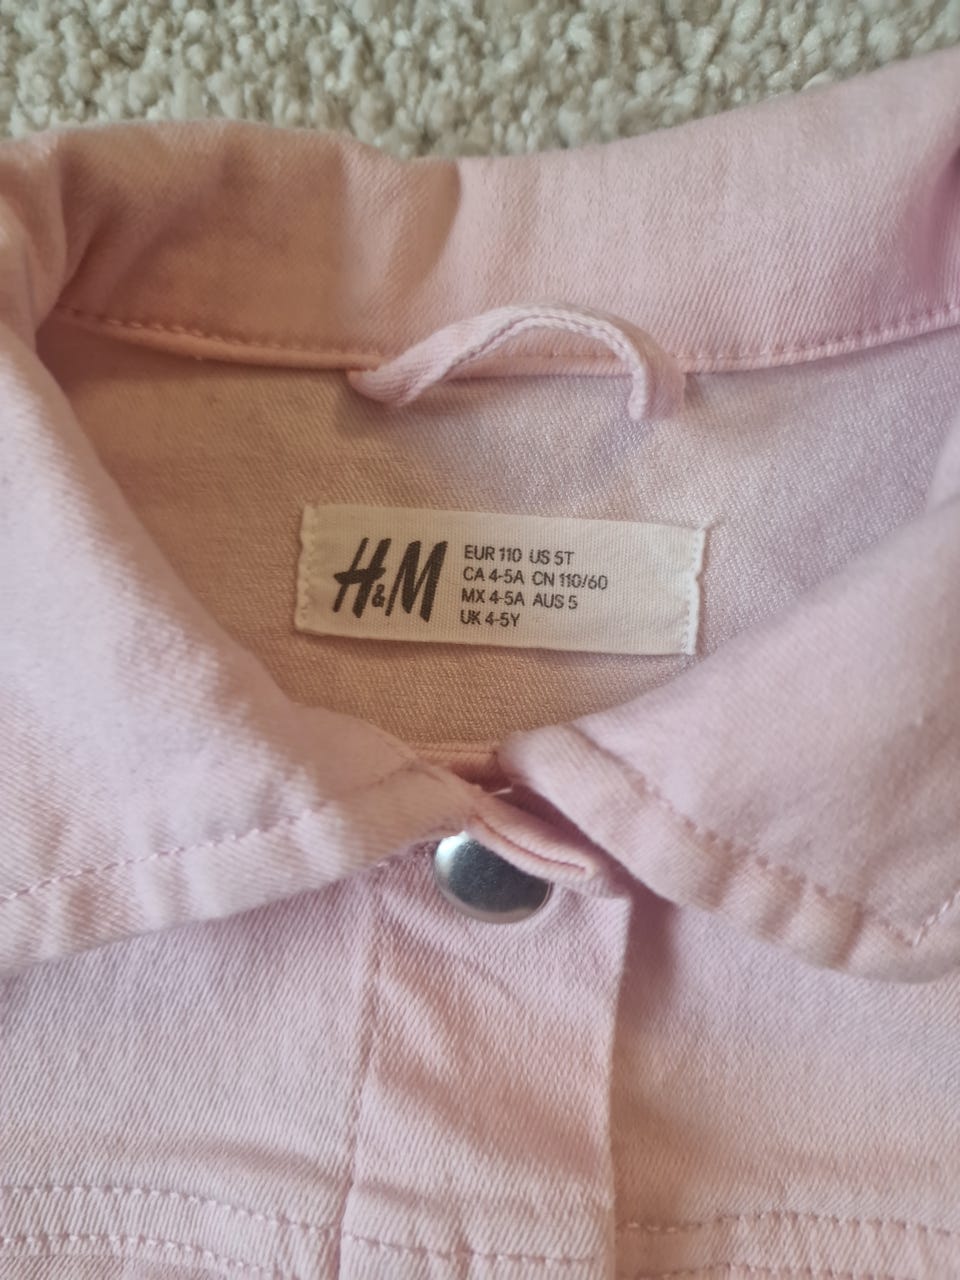 H&M
EUR 110 US 5T
CA 4-5A CN 110/60
MX 4-5A AUS 5
UK 4-5Y